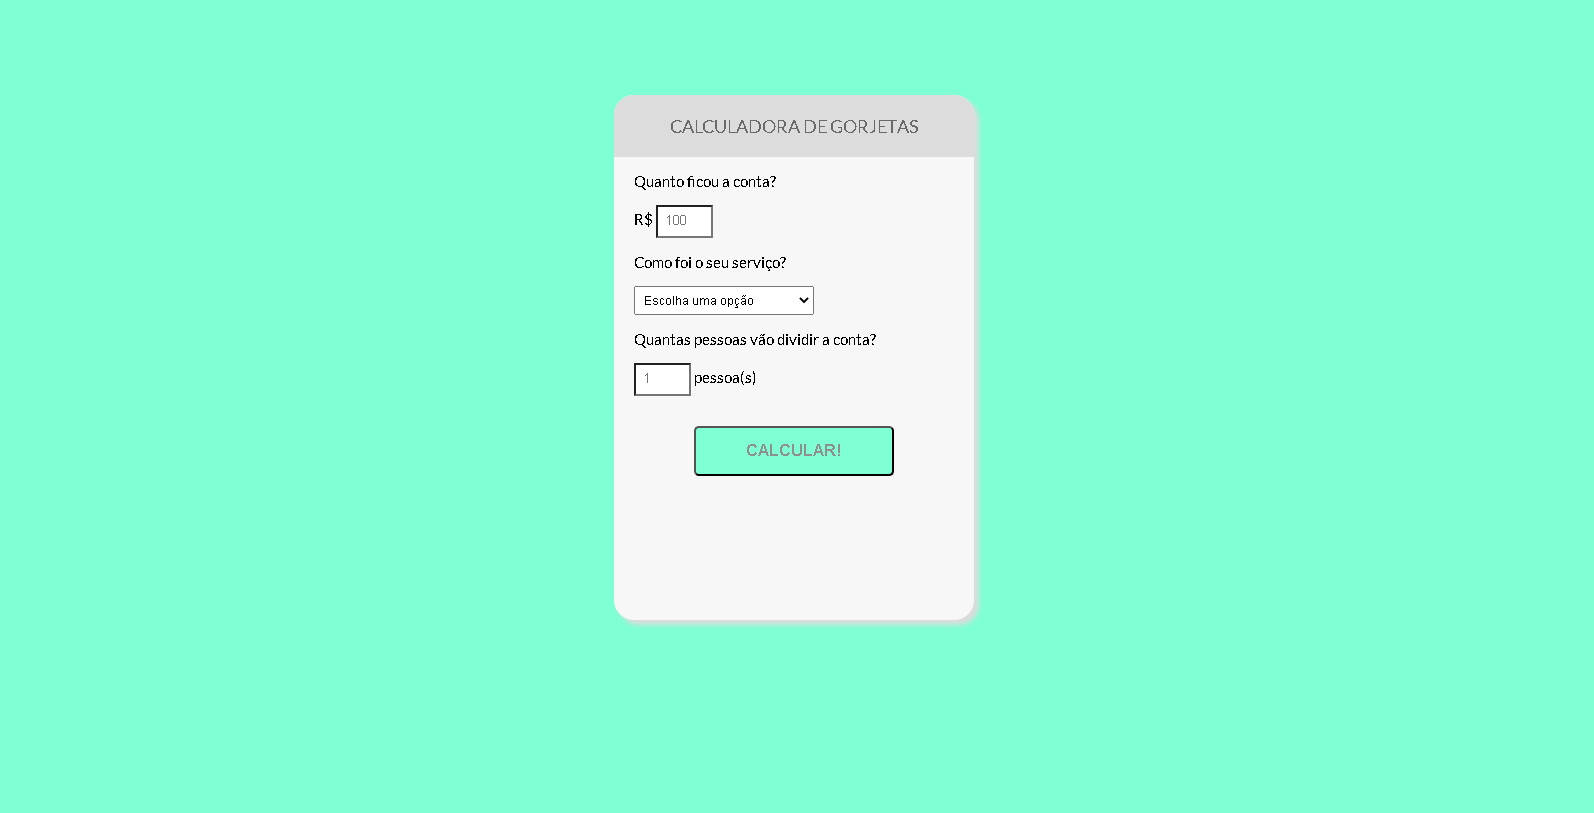 CALCULADORA DE GORJETAS
Quanto ficou a conta?
R$ 100
Como foi o seu serviço?
Escolha uma opção
Quantas pessoas vão dividir a conta?
1 pessoa(s)
CALCULAR!